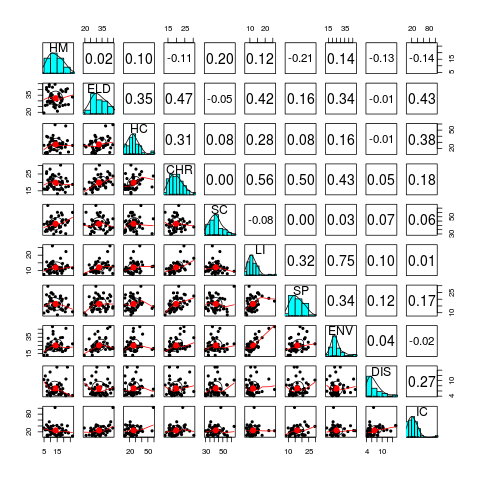 20 35 15 25 10 20 15 35 20 80
HM 0.02 0.10 -0.11 0.20 0.12 -0.21 0.14 -0.13 -0.14 5 15
20 35 ELD 0.35 0.47 -0.05 0.42 0.16 0.34 -0.01 0.43
HC 0.31 0.08 0.28 0.08 0.16 -0.01 0.38 20 50
15 25 CHR 0.00 0.56 0.50 0.43 0.05 0.18
SC -0.08 0.00 0.03 0.07 0.06 30 50
10 20 LI 0.32 0.75 0.10 0.01
SP 0.34 0.12 0.17 10 25
15 35 ENV 0.04 -0.02
DIS 0.27 4 10
20 80 IC
5 15 20 50 30 50 10 25 4 10